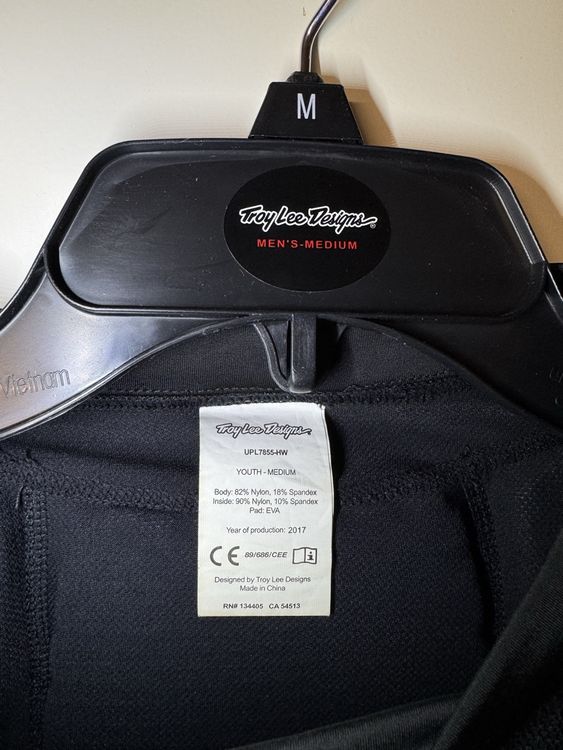 M
Troy Lee Designs®
MEN'S-MEDIUM
Vietnam
Troy Lee Designs®
UPL7855-HW
YOUTH - MEDIUM
Body: 82% Nylon, 18% Spandex
Inside: 90% Nylon, 10% Spandex
Pad: EVA
Year of production: 2017
CE 89/686/CEE i
Designed by Troy Lee Designs
Made in China
RN# 134405 CA 54513